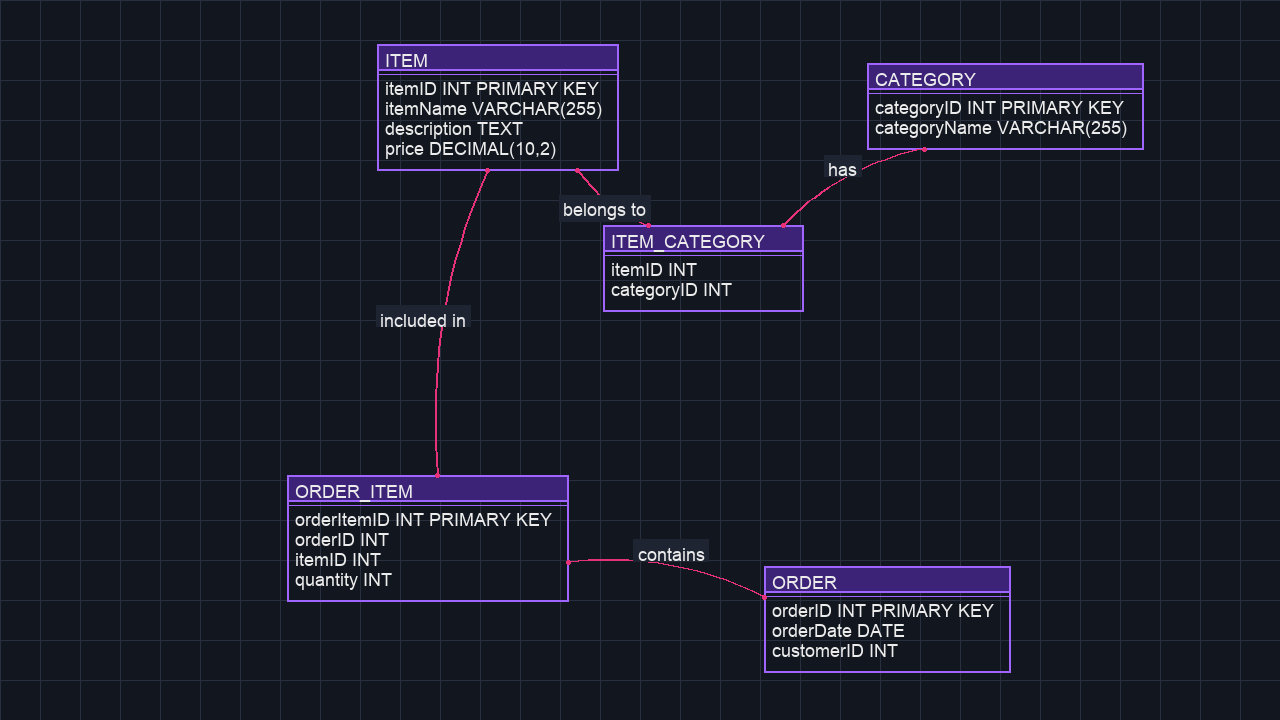 ITEM
itemID INT PRIMARY KEY
itemName VARCHAR(255)
description TEXT
price DECIMAL(10,2)
CATEGORY
categoryID INT PRIMARY KEY
categoryName VARCHAR(255)
has
belongs to
ITEM_CATEGORY
itemID INT
categoryID INT
included in
ORDER_ITEM
orderItemID INT PRIMARY KEY
orderID INT
itemID INT
quantity INT
contains
ORDER
orderID INT PRIMARY KEY
orderDate DATE
customerID INT